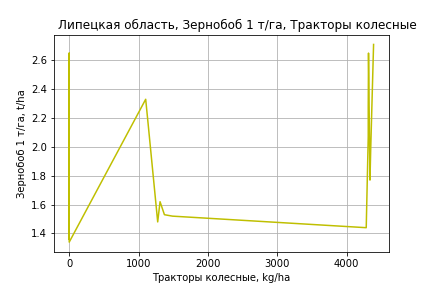 Липецкая область, Зернобоб 1 т/га, Тракторы колесные
Зернобоб 1 т/га, t/ha
2.6
2.4
2.2
2.0
1.8
1.6
1.4
0 1000 2000 3000 4000
Тракторы колесные, kg/ha